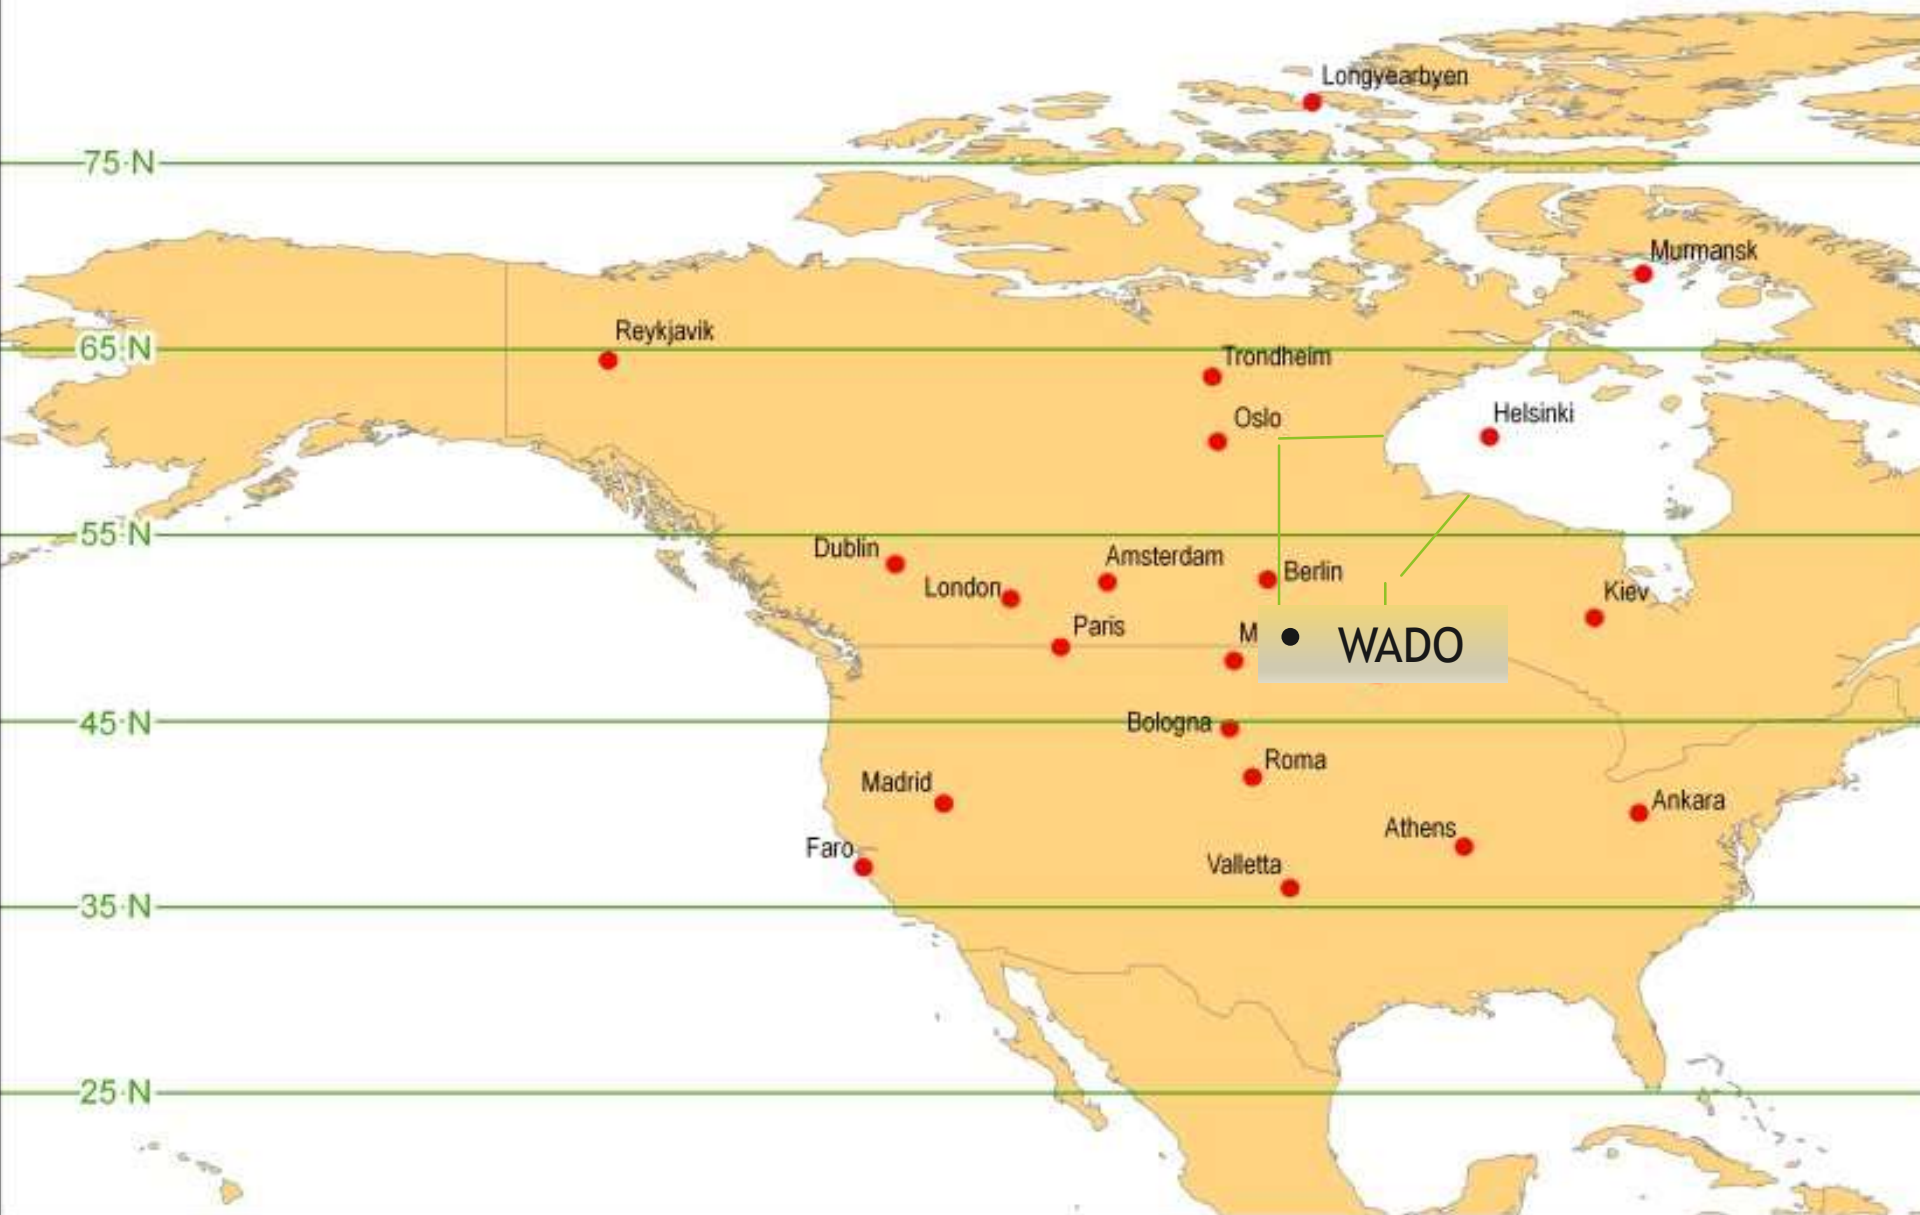 Longyearbyen
75·N
Murmansk
Reykjavik
65·N
Trondheim
Oslo
Helsinki
55·N
Dublin
Amsterdam
Berlin
London
Kiev
Paris
M
• WADO
45·N
Bologna
Roma
Madrid
Ankara
Athens
Faro
Valletta
35·N
25·N